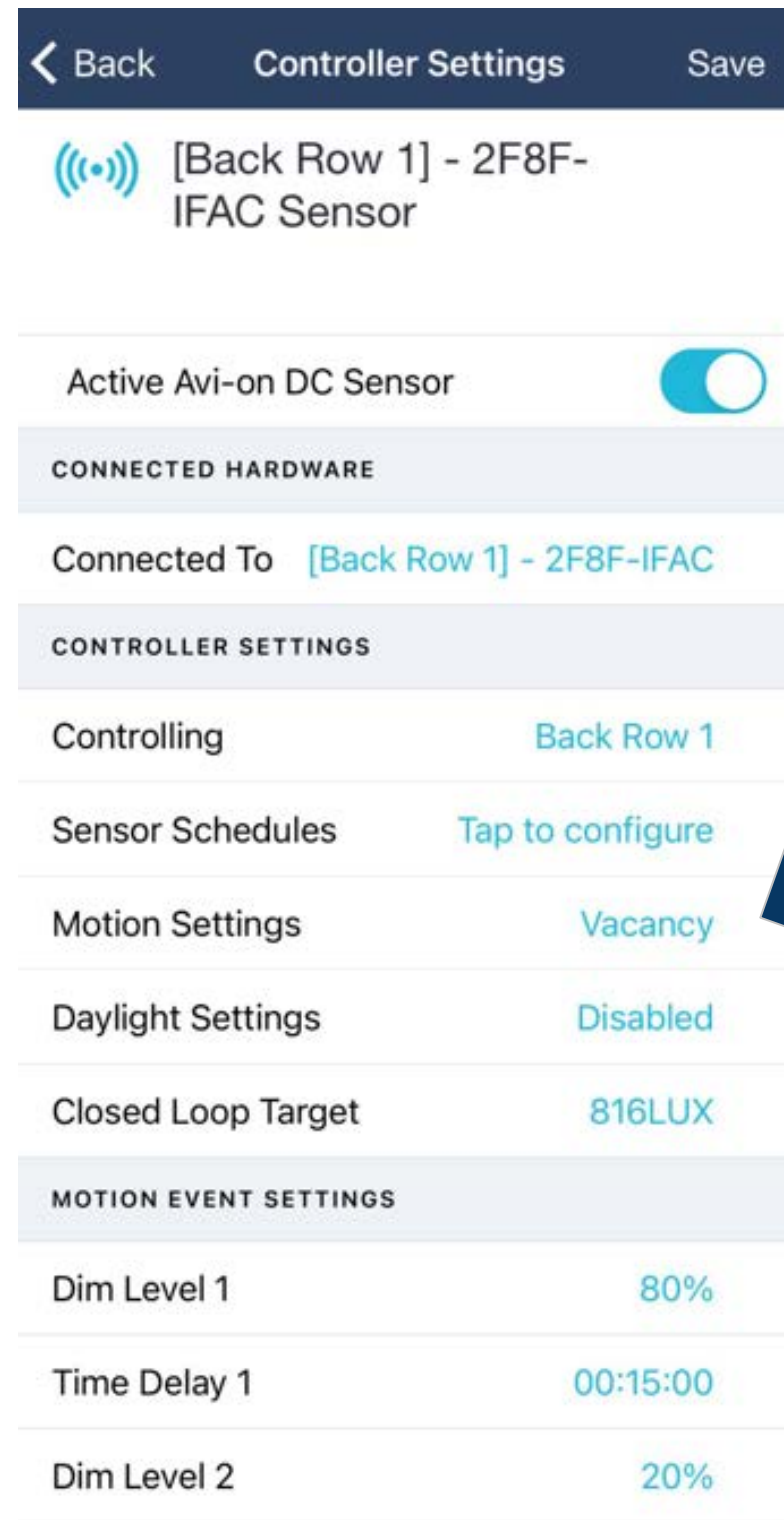 Back Controller Settings Save
[Back Row 1] - 2F8F-
IFAC Sensor
Active Avi-on DC Sensor
CONNECTED HARDWARE
Connected To [Back Row 1] - 2F8F-IFAC
CONTROLLER SETTINGS
Controlling Back Row 1
Sensor Schedules Tap to configure
Motion Settings Vacancy
Daylight Settings Disabled
Closed Loop Target 816LUX
MOTION EVENT SETTINGS
Dim Level 1 80%
Time Delay 1 00:15:00
Dim Level 2 20%